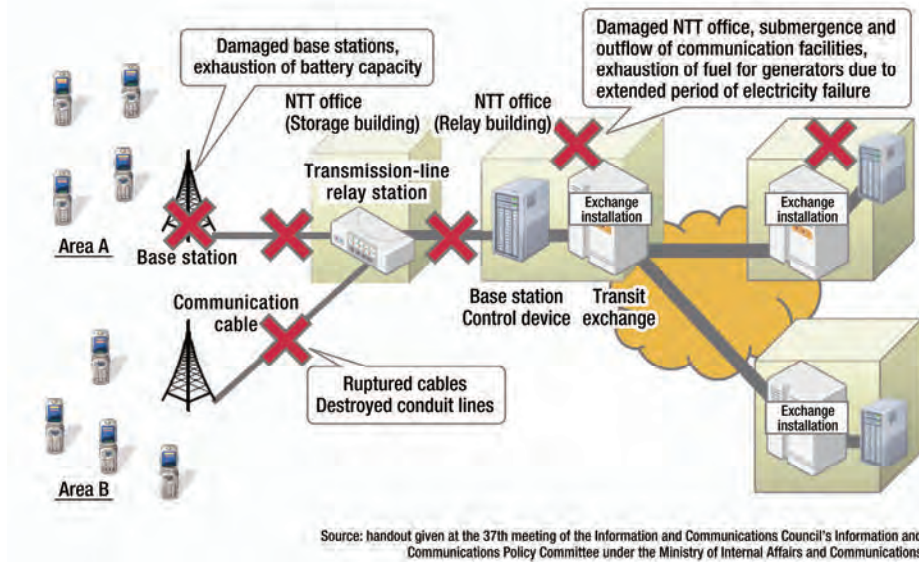 Damaged base stations,
exhaustion of battery capacity
Damaged NTT office, submergence and
outflow of communication facilities,
exhaustion of fuel for generators due to
extended period of electricity failure
NTT office
(Storage building)
NTT office
(Relay building)
Transmission-line
relay station
Exchange
installation
Exchange
installation
Area A
Base station
Communication
cable
Base station
Control device
Transit
exchange
Ruptured cables
Destroyed conduit lines
Exchange
installation
Area B
Source: handout given at the 37th meeting of the Information and Communications Council's Information and
Communications Policy Committee under the Ministry of Internal Affairs and Communications